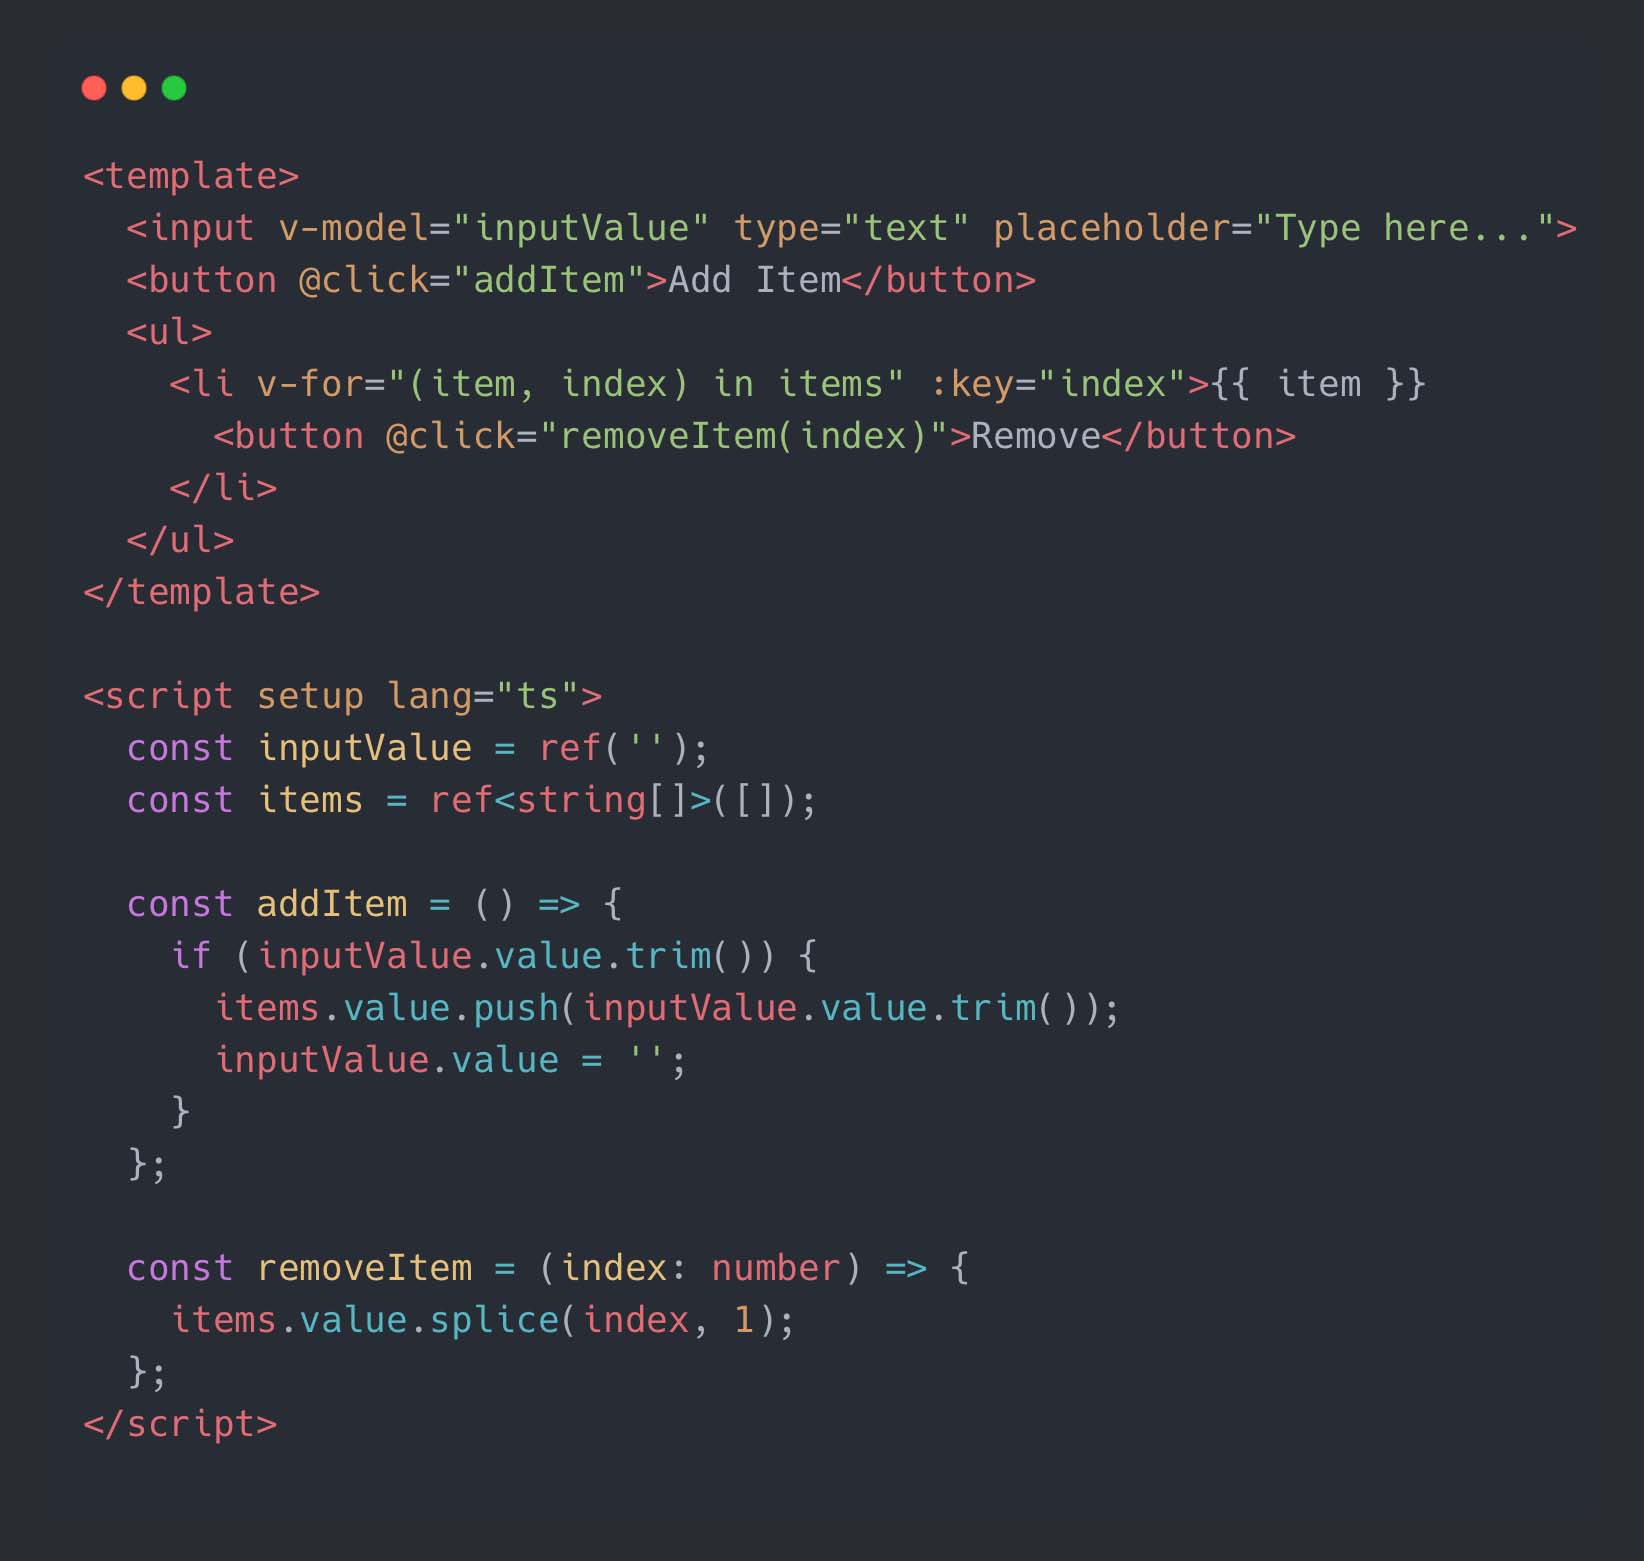 <template>
  <input v-model="inputValue" type="text" placeholder="Type here...">
  <button @click="addItem">Add Item</button>
  <ul>
    <li v-for="(item, index) in items" :key="index">{{ item }}
      <button @click="removeItem(index)">Remove</button>
    </li>
  </ul>
</template>

<script setup lang="ts">
  const inputValue = ref('');
  const items = ref<string[]>([]);

  const addItem = () => {
    if (inputValue.value.trim()) {
      items.value.push(inputValue.value.trim());
      inputValue.value = '';
    }
  };

  const removeItem = (index: number) => {
    items.value.splice(index, 1);
  };
</script>